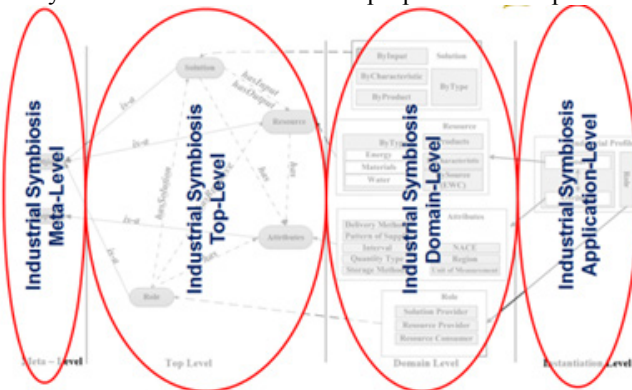 Industrial Symbiosis
Meta-Level
Industrial Symbiosis
Top-Level
Industrial Symbiosis
Domain-Level
Industrial Symbiosis
Application-Level
Solution
hasInput
hasOutput
Resource
is-a
is-a
hasSolution
has
has
is-a
Attributes
has
is-a
Role
ByInput
Solution
ByCharacteristic
ByType
ByProduct
Resource
Products
Energy
Materials
Water
Attributes
Delivery Method
Pattern of Supply
Interval
NACE
Quantity Type
Region
Storage Method
Unit of Measurement
Role
Solution Provider
Resource Provider
Resource Consumer
Role
Meta – Level
Top Level
Domain Level
Instantiation Level